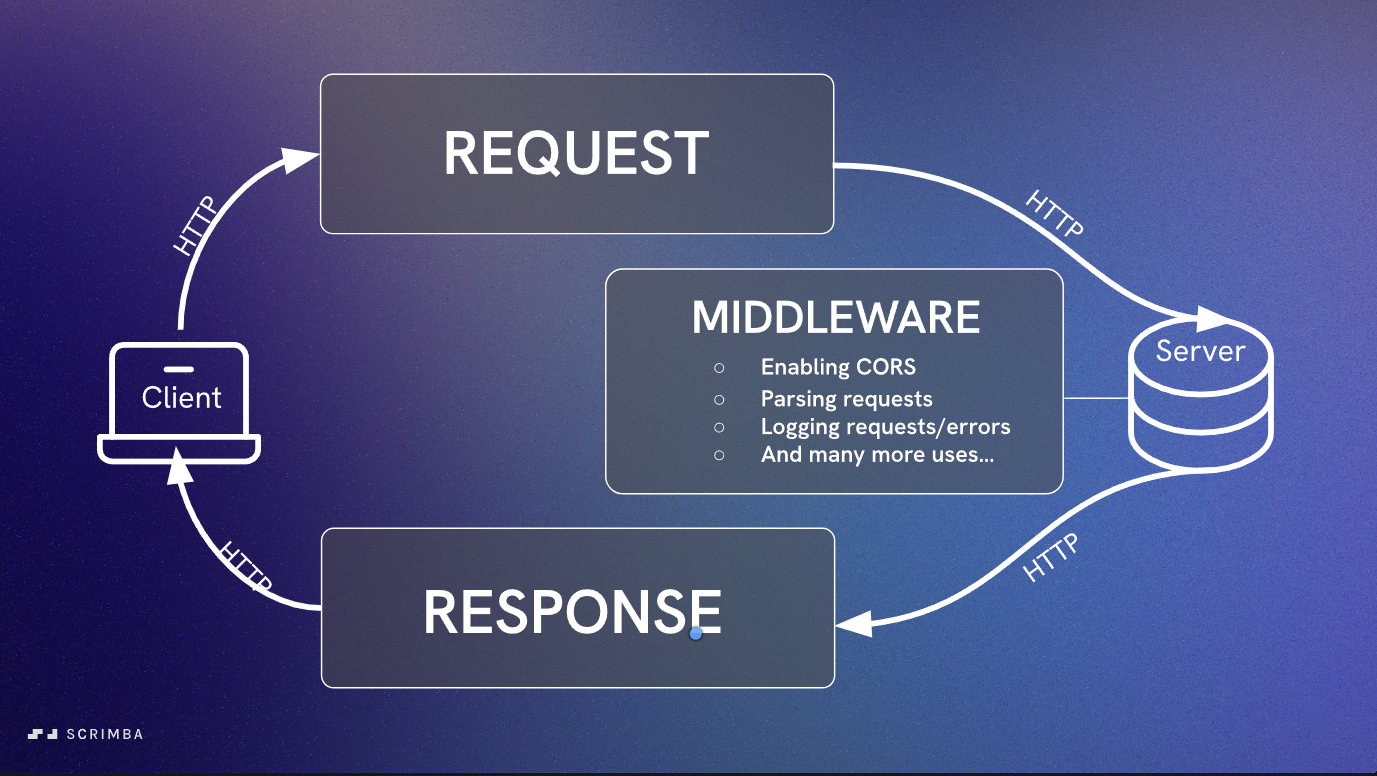 REQUEST
HTTP
HTTP
MIDDLEWARE
Enabling CORS
Parsing requests
Logging requests/errors
And many more uses...
Server
Client
HTTP
HTTP
RESPONSE
SCRIMBA